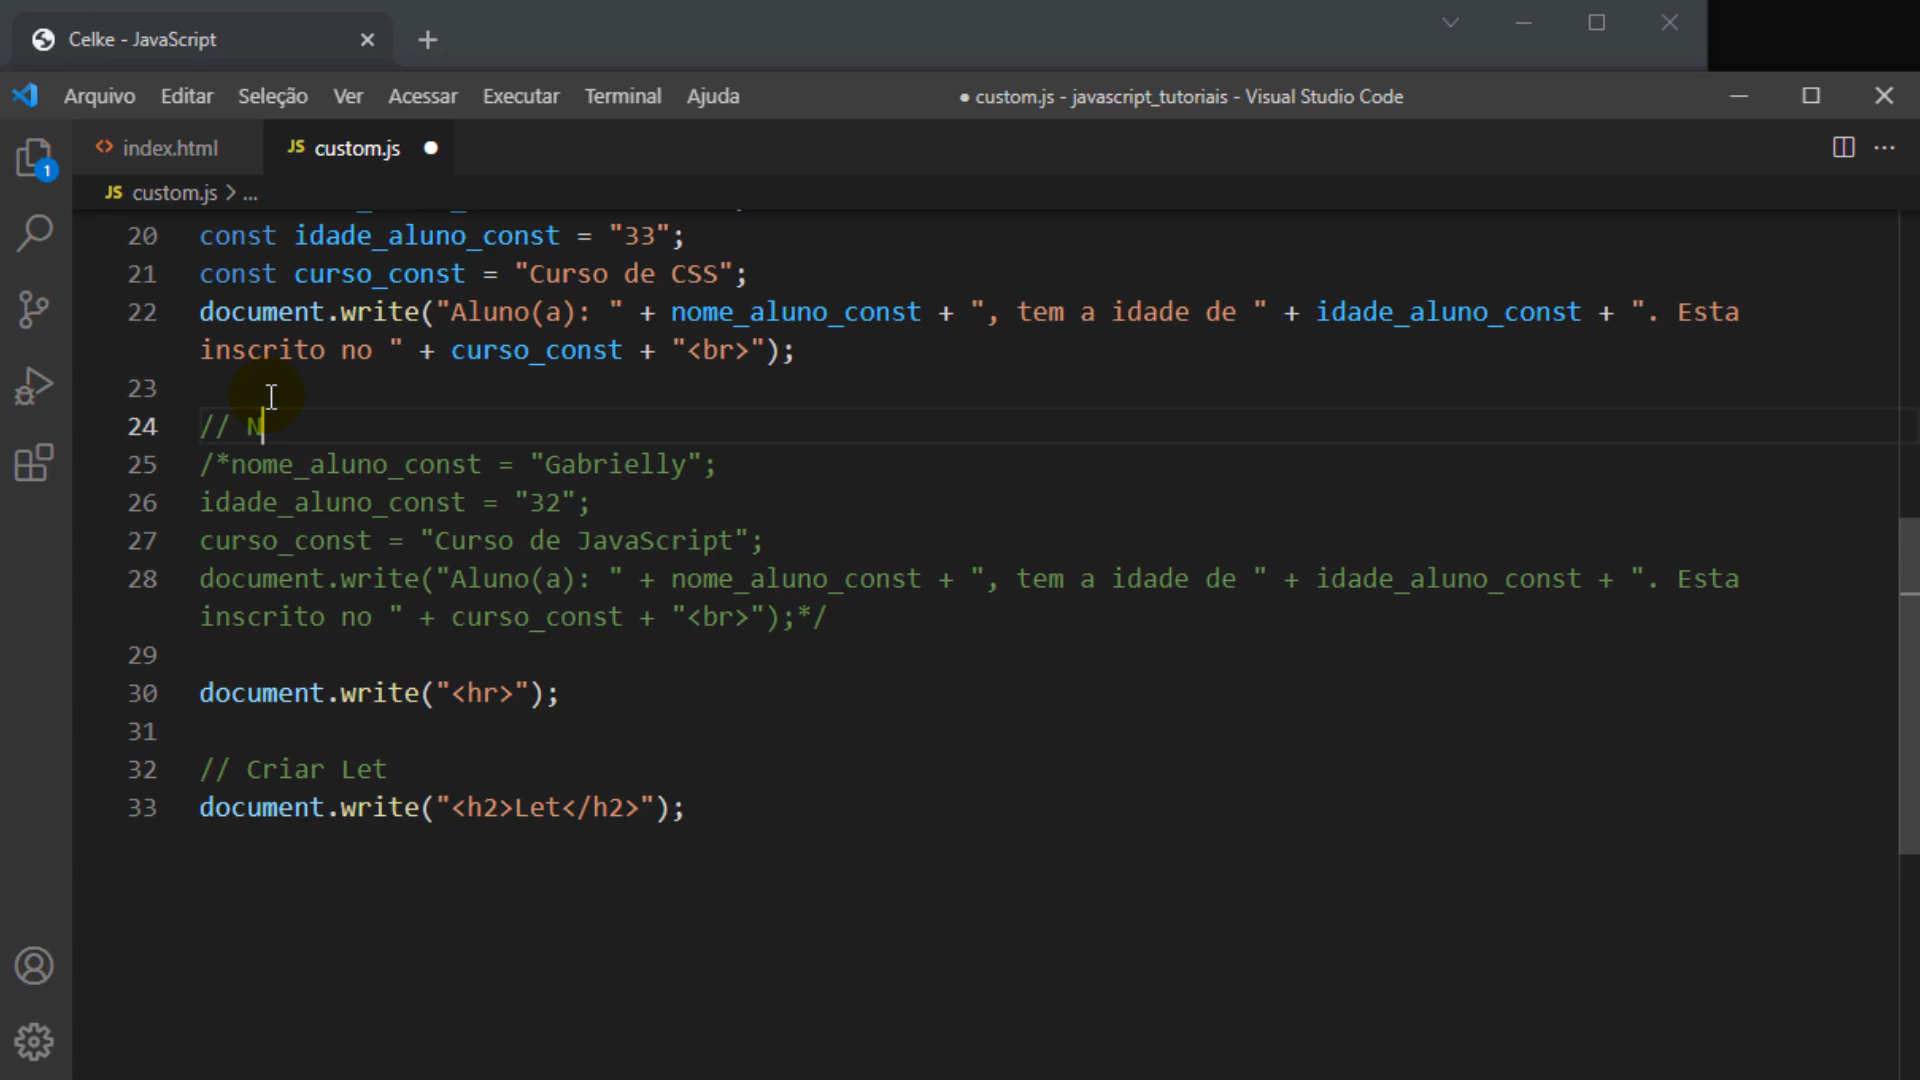 Celke - JavaScript
Arquivo Editar Seleção Ver Acessar Executar Terminal Ajuda
● custom.js - javascript_tutoriais - Visual Studio Code
<> index.html JS custom.js ●
JS custom.js > ...
1
20 const idade_aluno_const = "33";
21 const curso_const = "Curso de CSS";
22 document.write("Aluno(a): " + nome_aluno_const + ", tem a idade de " + idade_aluno_const + ". Esta
inscrito no " + curso_const + "<br>");
23
24 // N
25 /*nome_aluno_const = "Gabrielly";
26 idade_aluno_const = "32";
27 curso_const = "Curso de JavaScript";
28 document.write("Aluno(a): " + nome_aluno_const + ", tem a idade de " + idade_aluno_const + ". Esta
inscrito no " + curso_const + "<br>");*/
29
30 document.write("<hr>");
31
32 // Criar Let
33 document.write("<h2>Let</h2>");